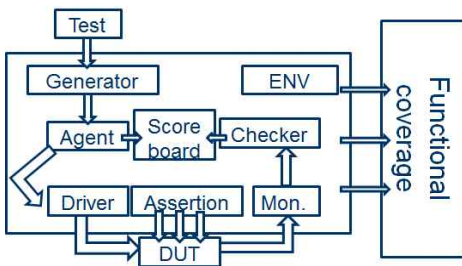 Test
Generator
ENV
Agent
Score
board
Checker
Driver
Assertion
Mon.
DUT
Functional
coverage